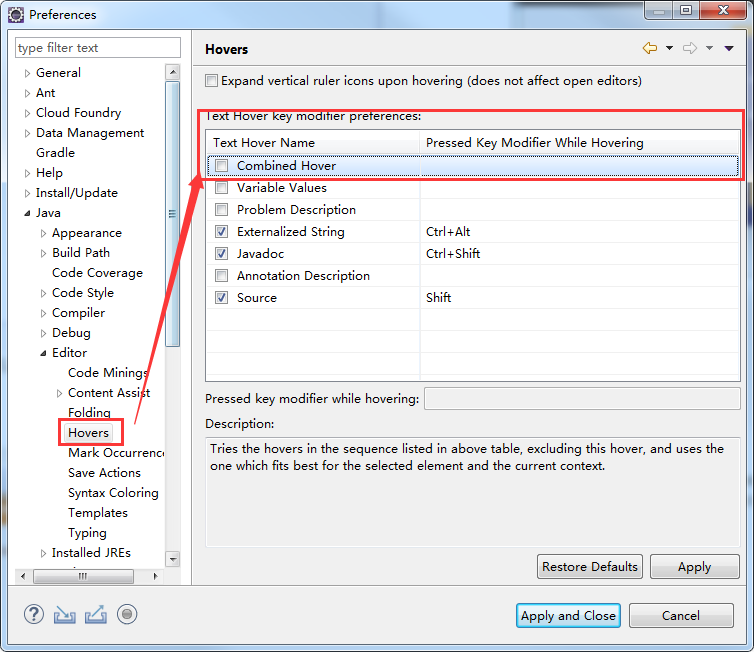 Preferences
type filter text
General
Ant
Cloud Foundry
Data Management
Gradle
Help
Install/Update
Java
Appearance
Build Path
Code Coverage
Code Style
Compiler
Debug
Editor
Code Minings
Content Assist
Folding
Hovers
Mark Occurrence
Save Actions
Syntax Coloring
Templates
Typing
Installed JREs
Hovers
Expand vertical ruler icons upon hovering (does not affect open editors)
Text Hover key modifier preferences:
Text Hover Name Pressed Key Modifier While Hovering
Combined Hover
Variable Values
Problem Description
Externalized String Ctrl+Alt
Javadoc Ctrl+Shift
Annotation Description
Source Shift
Pressed key modifier while hovering:
Description:
Tries the hovers in the sequence listed in above table, excluding this hover, and uses the
one which fits best for the selected element and the current context.
Restore Defaults Apply
Apply and Close Cancel